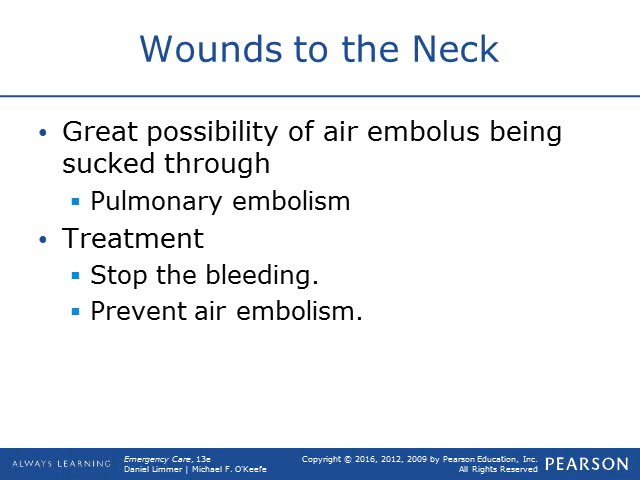 Wounds to the Neck
• Great possibility of air embolus being
sucked through
▪ Pulmonary embolism
• Treatment
▪ Stop the bleeding.
▪ Prevent air embolism.
ALWAYS LEARNING
Emergency Care, 13e
Daniel Limmer | Michael F. O'Keefe
Copyright © 2016, 2012, 2009 by Pearson Education, Inc.
All Rights Reserved
PEARSON